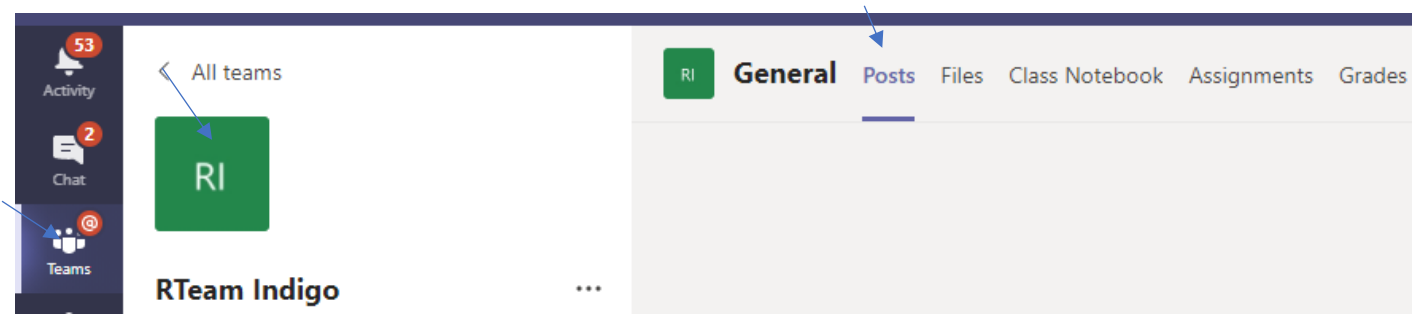 53
Activity
2
Chat
@
Teams
All teams
RI
RTeam Indigo
...
RI General Posts Files Class Notebook Assignments Grades